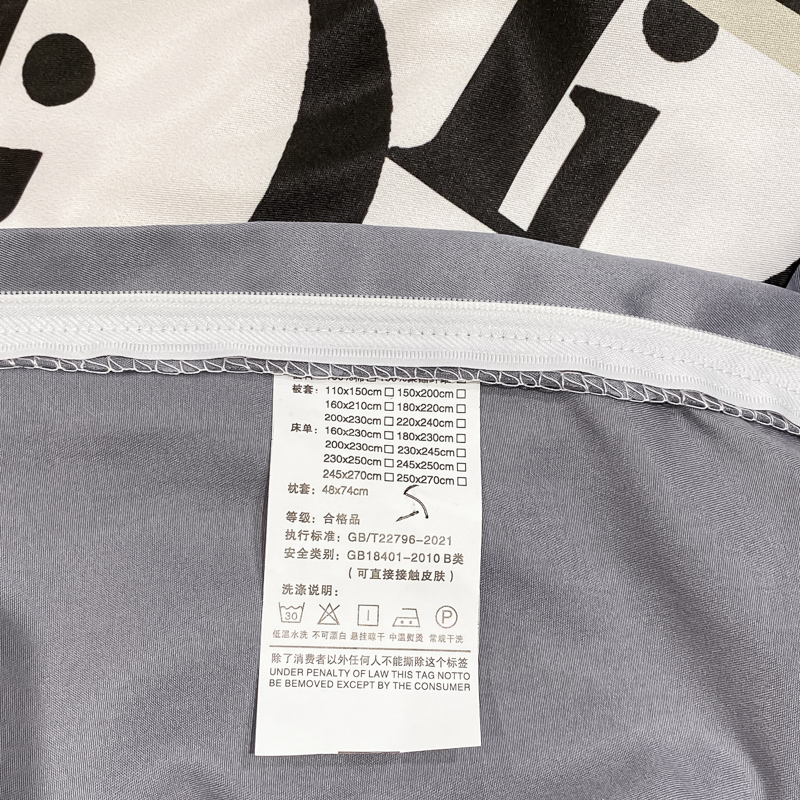 被套: 110x150cm□ 150x200cm□
160x210cm□ 180x220cm□
200x230cm□ 220x240cm□
床单: 160x230cm□ 180x230cm□
200x230cm□ 230x245cm□
230x250cm□ 245x250cm□
245x270cm□ 250x270cm□
枕套: 48x74cm
等级: 合格品
执行标准: GB/T22796-2021
安全类别: GB18401-2010 B类
(可直接接触皮肤)
洗涤说明:
30 P
低温水洗 不可漂白 悬挂晾干 中温熨烫 常规干洗
除了消费者以外任何人不能撕除这个标签
UNDER PENALTY OF LAW THIS TAG NOTTO
BE BEMOVED EXCEPT BY THE CONSUMER